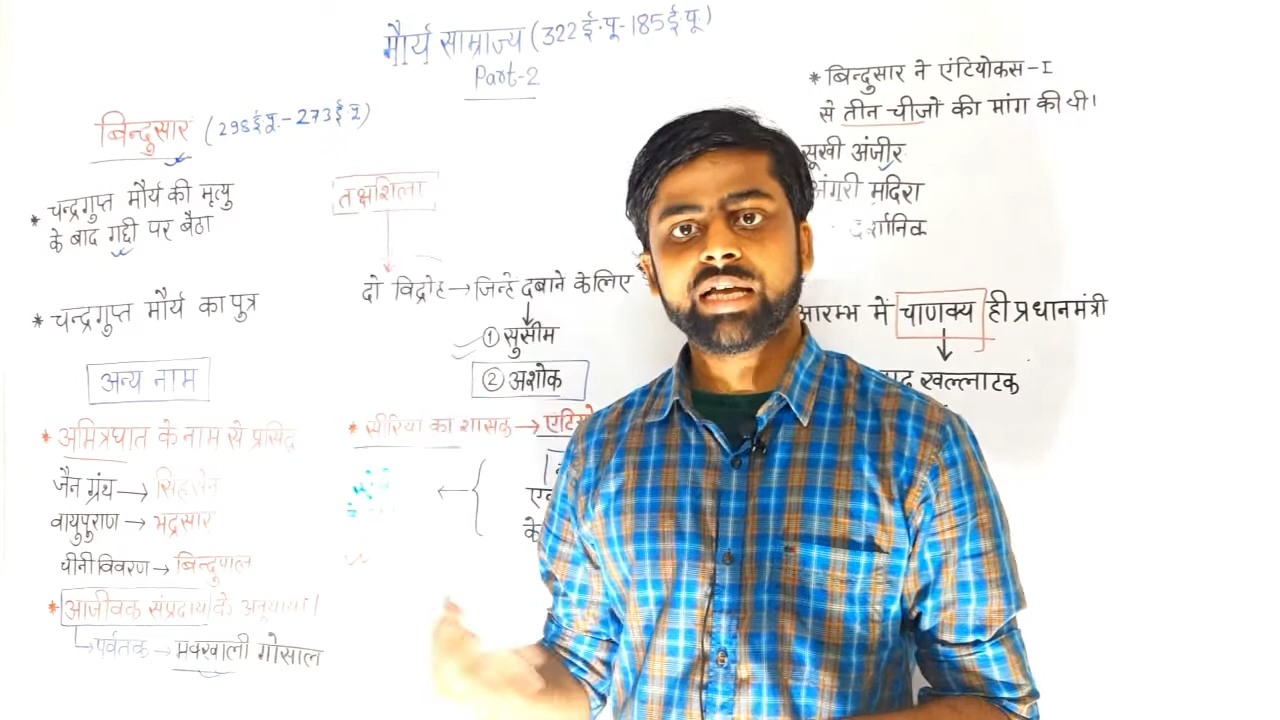 मौर्य साम्राज्य (322 ई.पू - 185 ई.पू.)
Part-2
बिन्दुसार (298 ई.पू. - 273 ई.पू)
* चन्द्रगुप्त मौर्य की मृत्यु
के बाद गद्दी पर बैठा
* चन्द्रगुप्त मौर्य का पुत्र
अन्य नाम
* अमित्रघात के नाम से प्रसिद्ध
जैन ग्रंथ → सिंहसेन
वायुपुराण → भद्रसार
चीनी विवरण → बिन्दुपाल
* आजीवक संप्रदाय के अनुयायी।
→ पर्वतक → मक्खाली गोसाल
तक्षशिला
दो विद्रोह → जिन्हे दबाने के लिए
① सुसीम
② अशोक
* सीरिया का शासक →
के
* बिन्दुसार ने एंटियोकस - I
से तीन चीजों की मांग की थी।
सूखी अंजीर
अंगूरी मदिरा
आरम्भ में चाणक्य ही प्रधानमंत्री
खल्लाटक